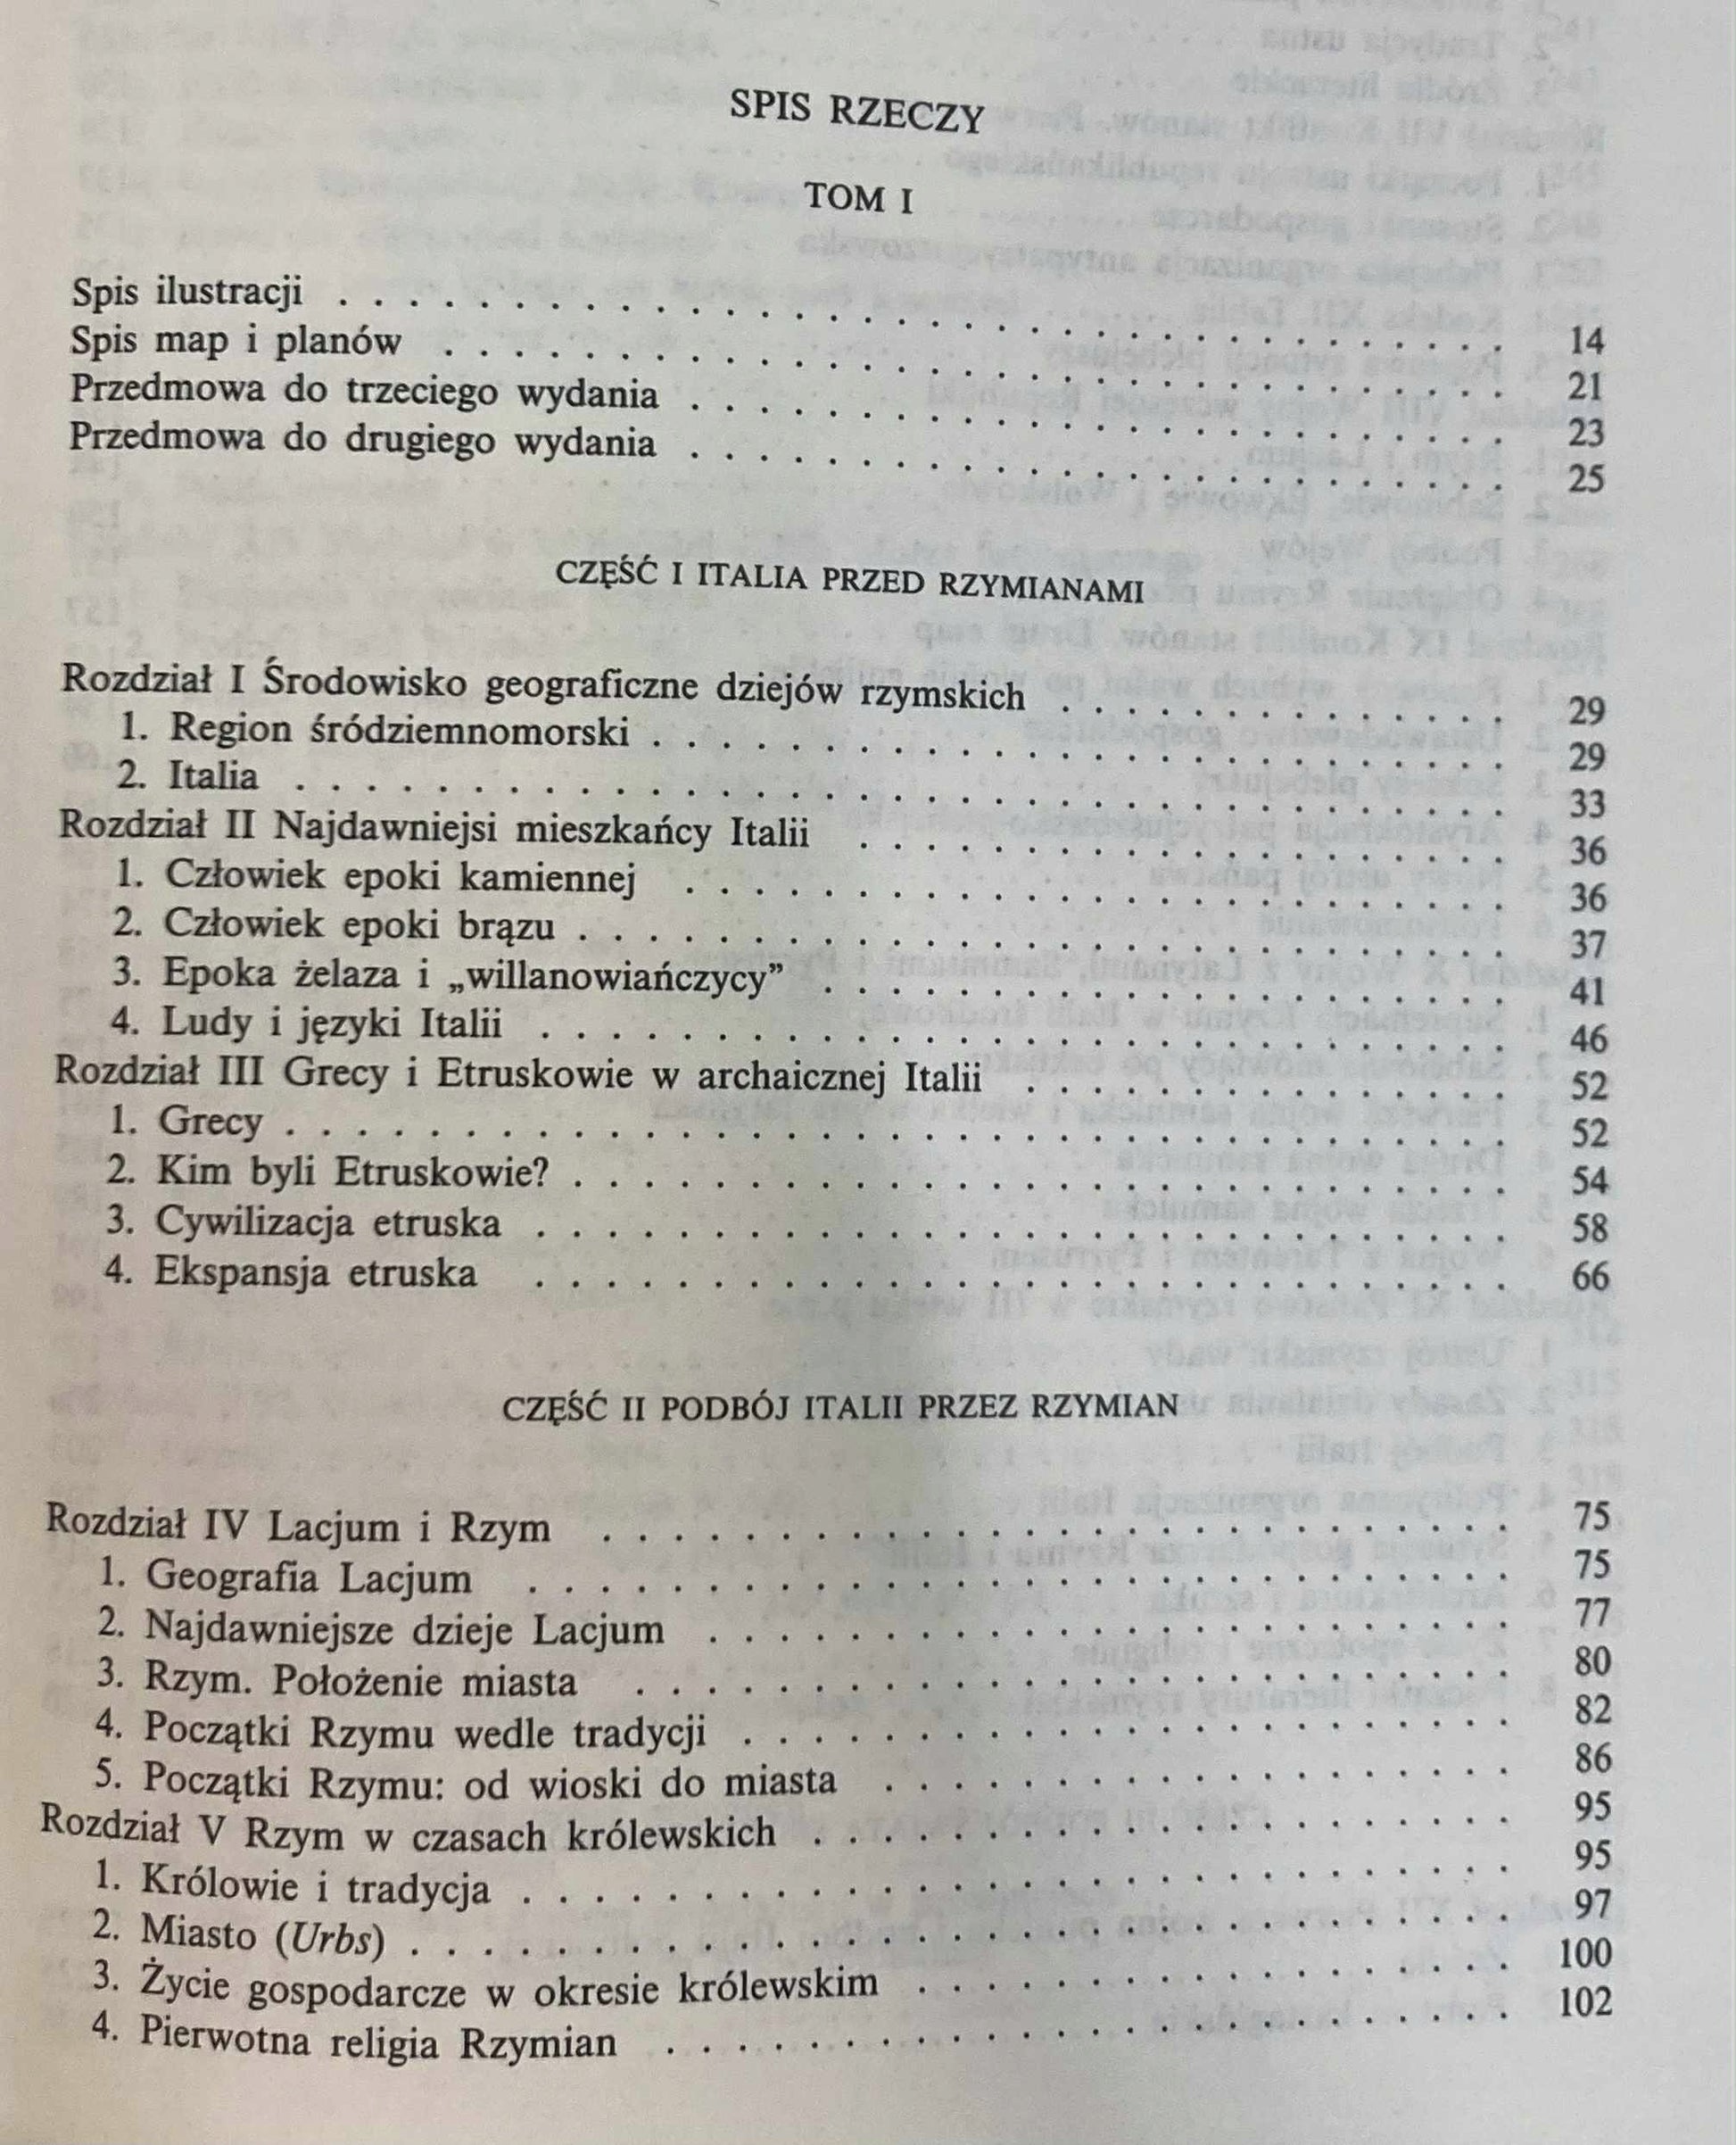 SPIS RZECZY
TOM I
Spis ilustracji . . . . . . . . . . . . . . . . . . . . . . . . . . . . . . . . . 14
Spis map i planów . . . . . . . . . . . . . . . . . . . . . . . . . . . . . . 21
Przedmowa do trzeciego wydania . . . . . . . . . . . . . . . . . . . . . . . 23
Przedmowa do drugiego wydania . . . . . . . . . . . . . . . . . . . . . . . 25
CZĘŚĆ I ITALIA PRZED RZYMIANAMI
Rozdział I Środowisko geograficzne dziejów rzymskich . . . . . . . . . . . . . 29
1. Region śródziemnomorski . . . . . . . . . . . . . . . . . . . . . . . . 29
2. Italia . . . . . . . . . . . . . . . . . . . . . . . . . . . . . . . . . . 33
Rozdział II Najdawniejsi mieszkańcy Italii . . . . . . . . . . . . . . . . . . . 36
1. Człowiek epoki kamiennej . . . . . . . . . . . . . . . . . . . . . . . 36
2. Człowiek epoki brązu . . . . . . . . . . . . . . . . . . . . . . . . . . 37
3. Epoka żelaza i „willanowiańczycy” . . . . . . . . . . . . . . . . . . . . 41
4. Ludy i języki Italii . . . . . . . . . . . . . . . . . . . . . . . . . . . 46
Rozdział III Grecy i Etruskowie w archaicznej Italii . . . . . . . . . . . . . . 52
1. Grecy . . . . . . . . . . . . . . . . . . . . . . . . . . . . . . . . . . 52
2. Kim byli Etruskowie? . . . . . . . . . . . . . . . . . . . . . . . . . . 54
3. Cywilizacja etruska . . . . . . . . . . . . . . . . . . . . . . . . . . . 58
4. Ekspansja etruska . . . . . . . . . . . . . . . . . . . . . . . . . . . 66
CZĘŚĆ II PODBÓJ ITALII PRZEZ RZYMIAN
Rozdział IV Lacjum i Rzym . . . . . . . . . . . . . . . . . . . . . . . . . . 75
1. Geografia Lacjum . . . . . . . . . . . . . . . . . . . . . . . . . . . 75
2. Najdawniejsze dzieje Lacjum . . . . . . . . . . . . . . . . . . . . . . 77
3. Rzym. Położenie miasta . . . . . . . . . . . . . . . . . . . . . . . . 80
4. Początki Rzymu wedle tradycji . . . . . . . . . . . . . . . . . . . . . 82
5. Początki Rzymu: od wioski do miasta . . . . . . . . . . . . . . . . . . 86
Rozdział V Rzym w czasach królewskich . . . . . . . . . . . . . . . . . . . . 95
1. Królowie i tradycja . . . . . . . . . . . . . . . . . . . . . . . . . . . 95
2. Miasto (Urbs) . . . . . . . . . . . . . . . . . . . . . . . . . . . . . . 97
3. Życie gospodarcze w okresie królewskim . . . . . . . . . . . . . . . . . 100
4. Pierwotna religia Rzymian . . . . . . . . . . . . . . . . . . . . . . . . 102